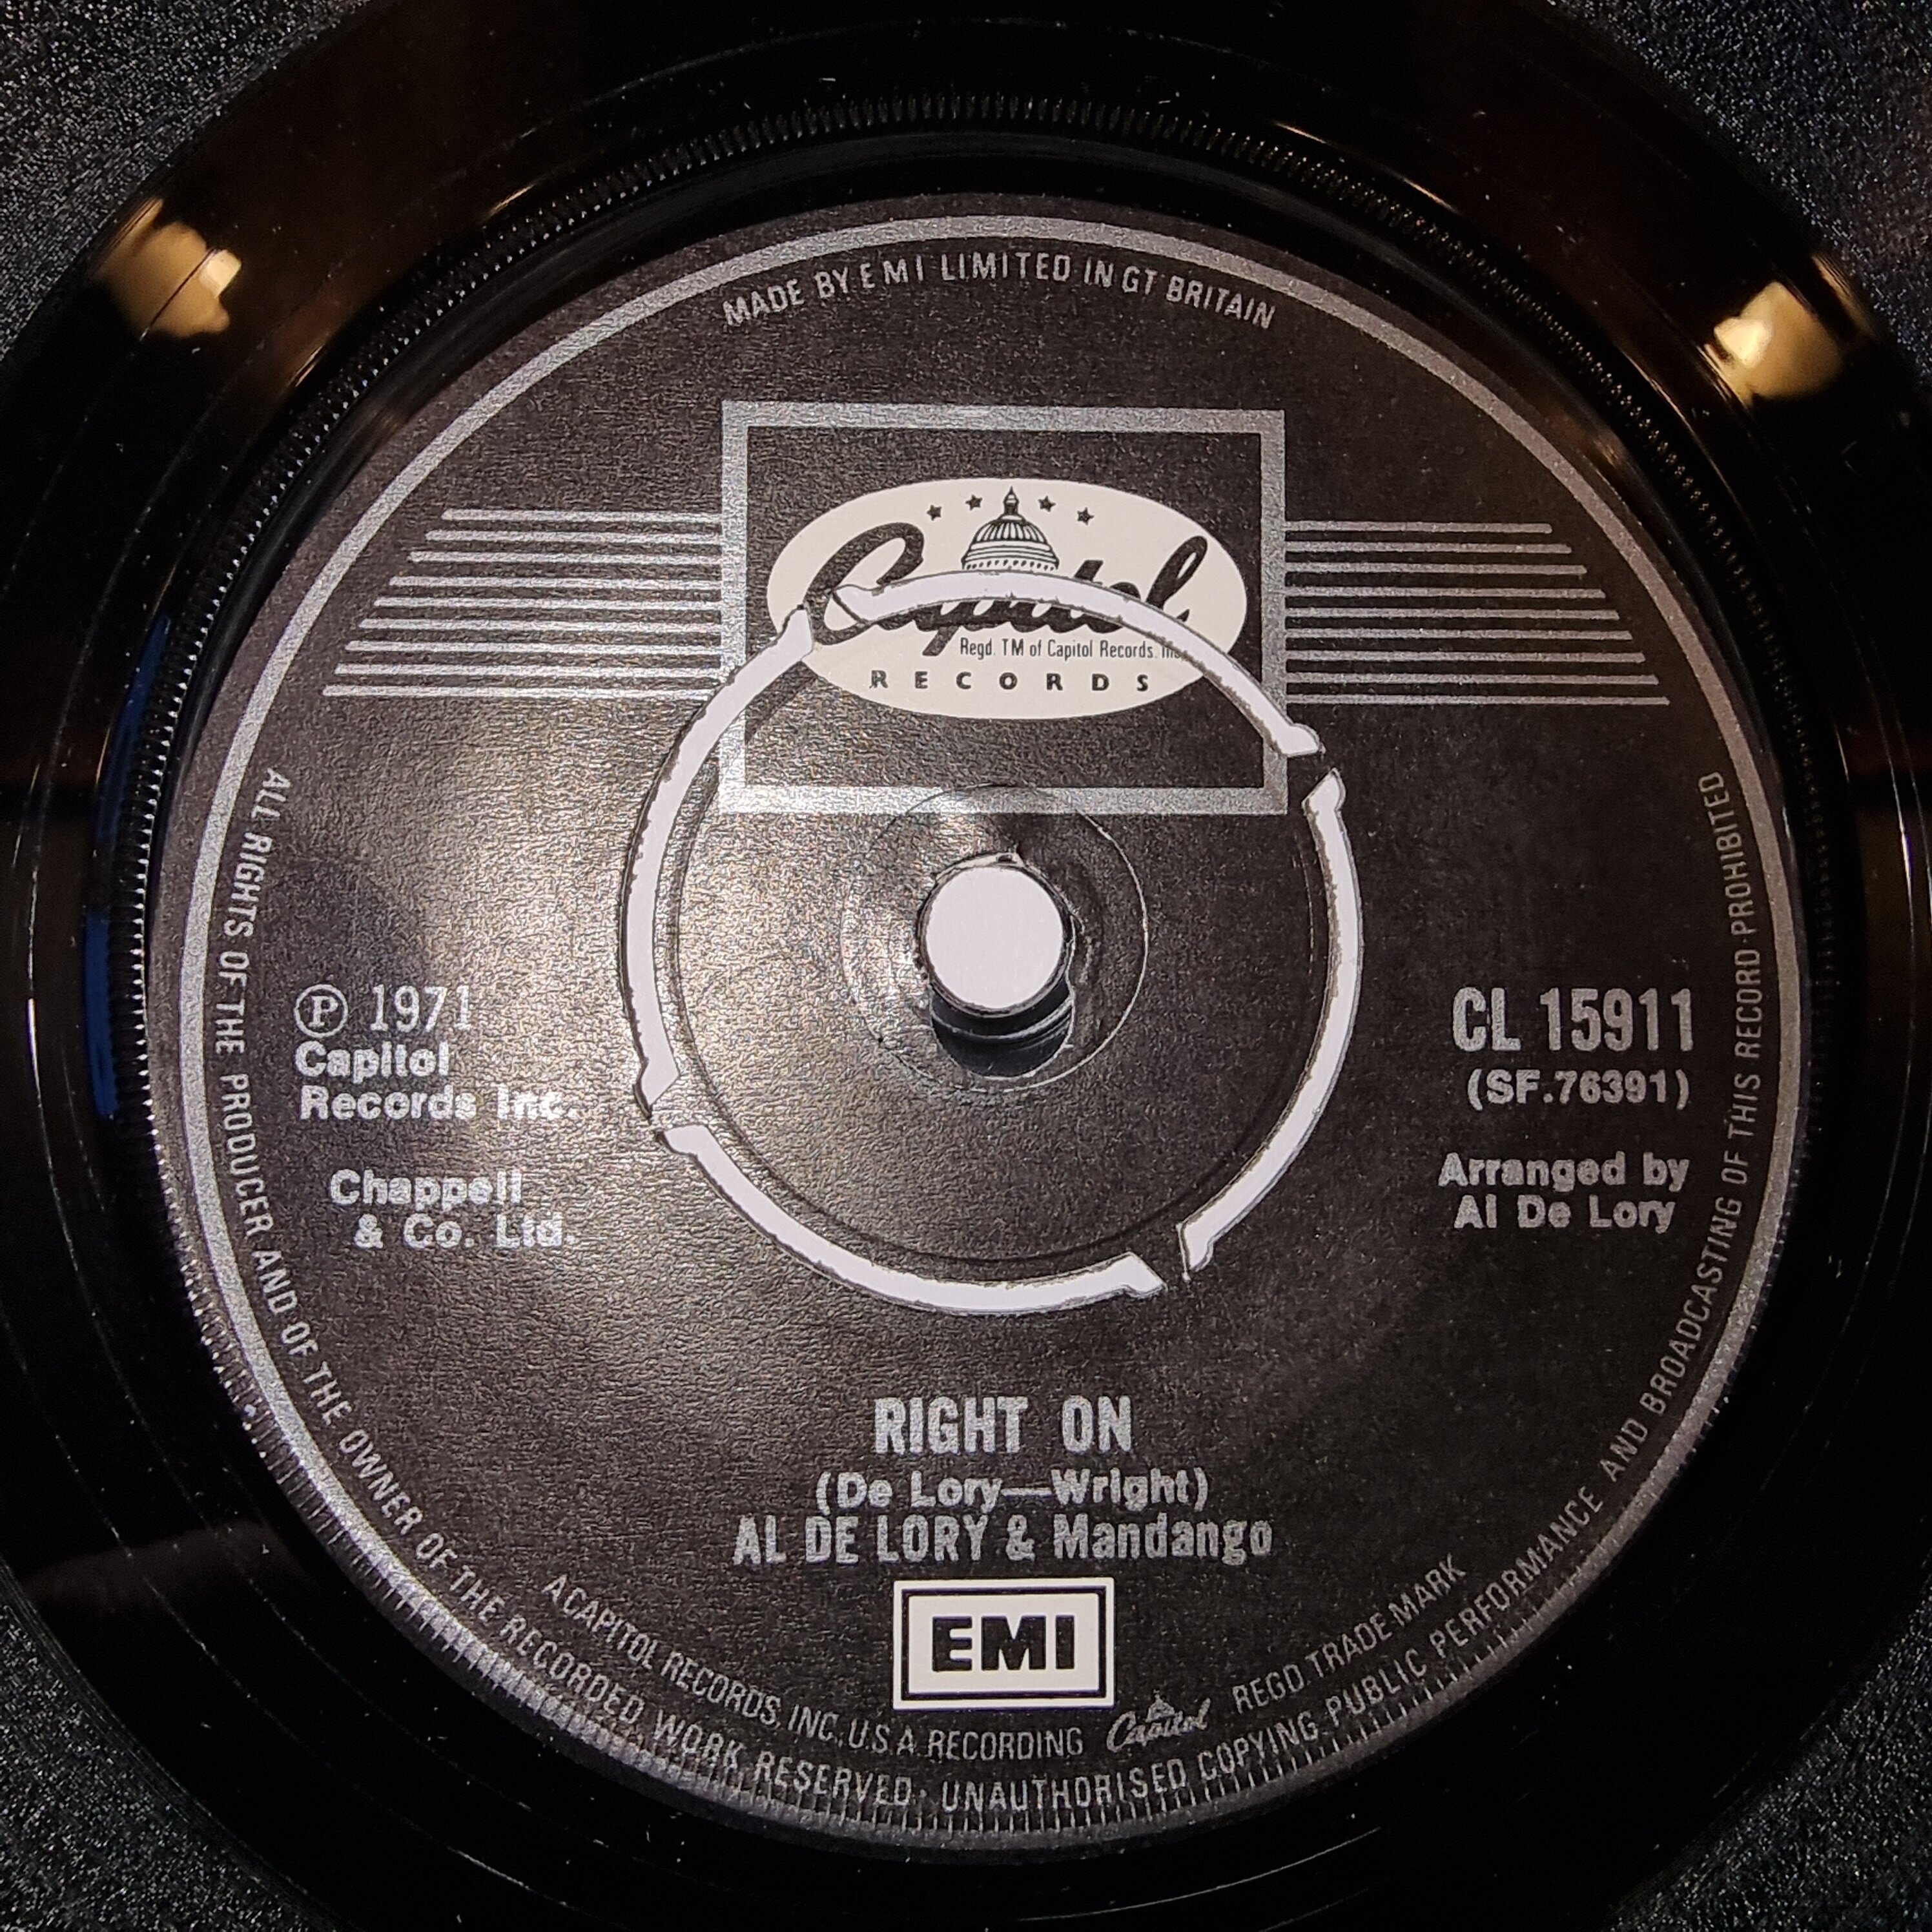 MADE BY E M I LIMITED IN GT BRITAIN
Capitol
Regd. TM of Capitol Records. Inc.
RECORDS
Ⓟ 1971
Capitol
Records Inc.
Chappell
& Co. Ltd.
CL 15911
(SF.76391)
Arranged by
Al De Lory
RIGHT ON
(De Lory—Wright)
AL DE LORY & Mandango
EMI
A CAPITOL RECORDS, INC. U.S.A. RECORDING Capitol REGD TRADE MARK
ALL RIGHTS OF THE PRODUCER AND OF THE OWNER OF THE RECORDED WORK RESERVED · UNAUTHORISED COPYING PUBLIC PERFORMANCE AND BROADCASTING OF THIS RECORD PROHIBITED